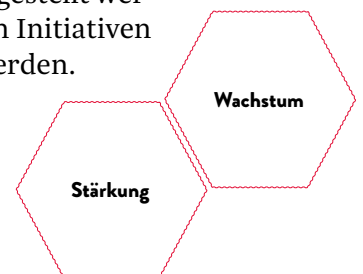 gestellt wer-
n Initiativen
erden.
Wachstum
Stärkung